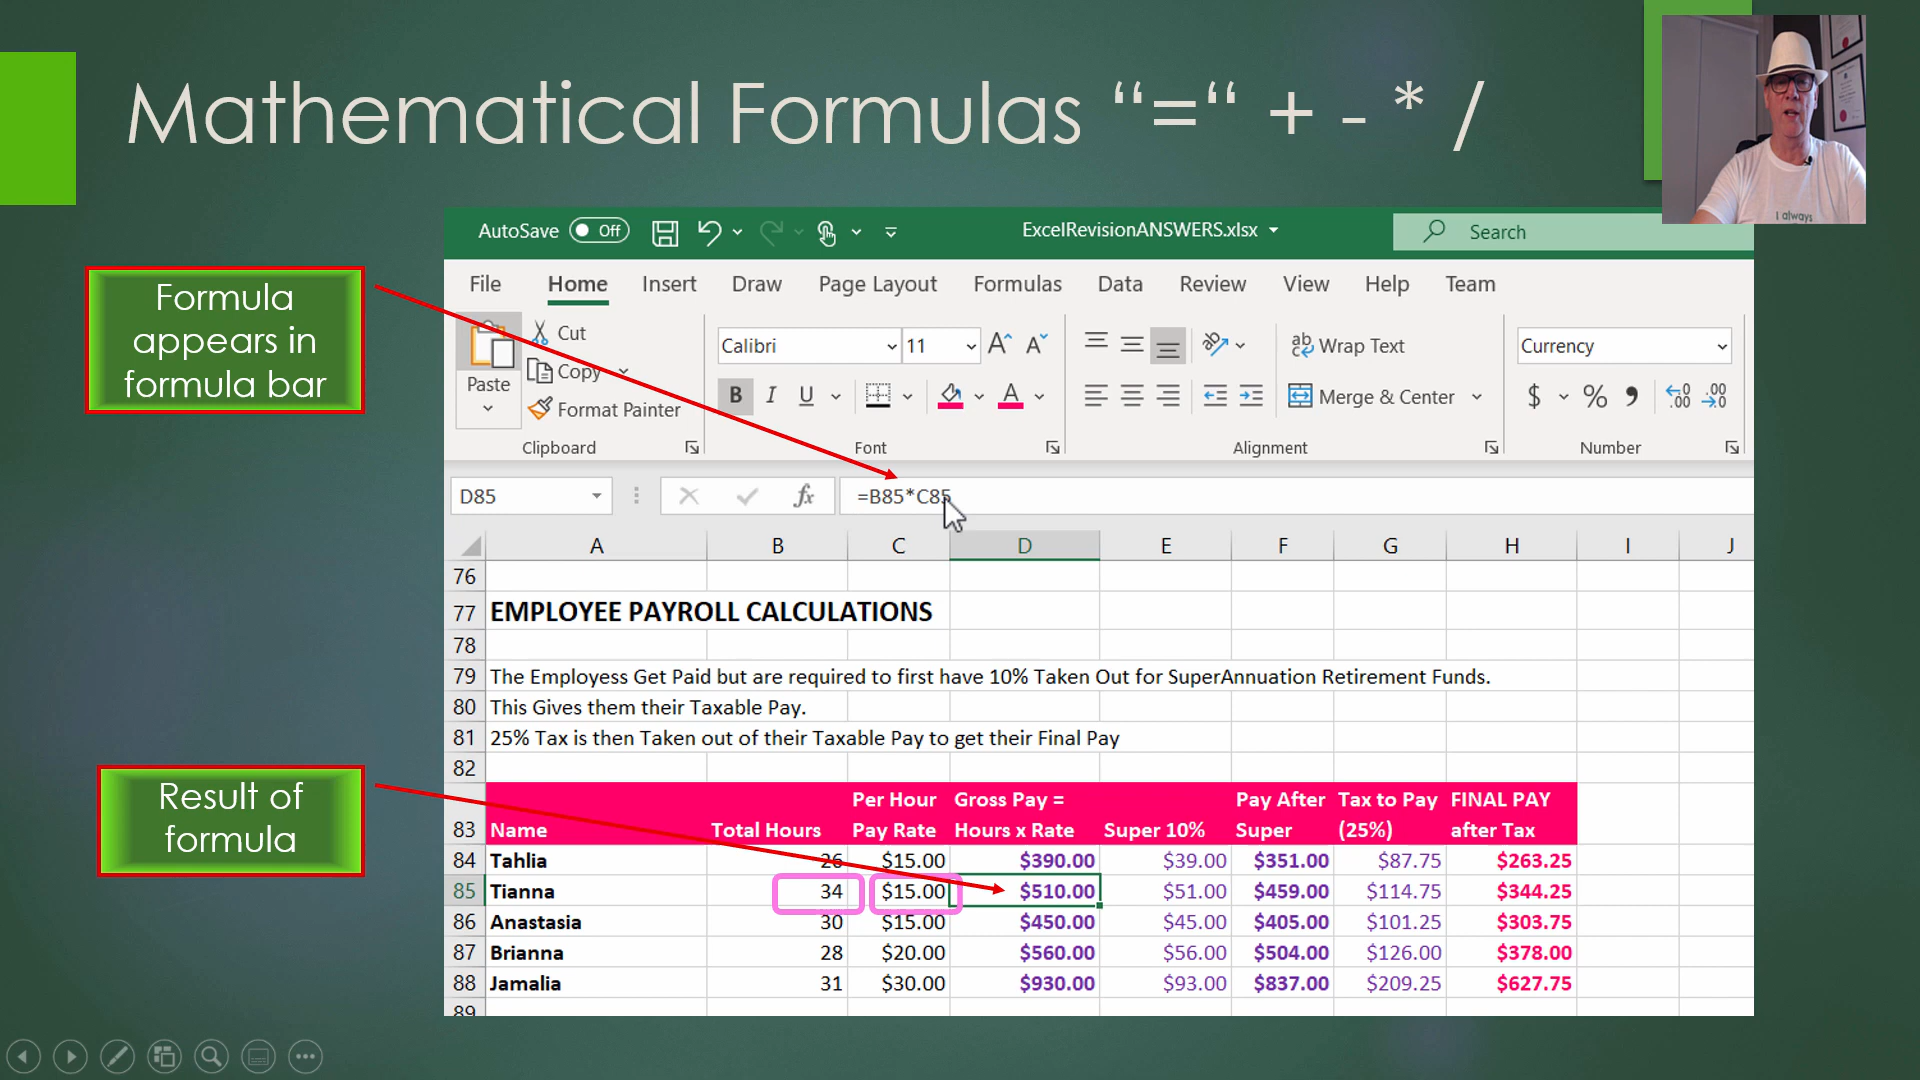 Mathematical Formulas “=“ + - * /
I always
AutoSave Off ExcelRevisionANSWERS.xlsx Search
File Home Insert Draw Page Layout Formulas Data Review View Help Team
Formula
appears in
formula bar
Paste
Cut
Copy
Format Painter
Clipboard
Calibri 11
B I U A
Font
ab Wrap Text
Merge & Center
Alignment
Currency
$ % , .00 .00
Number
D85 fx =B85*C85
A B C D E F G H I J
76
77 EMPLOYEE PAYROLL CALCULATIONS
78
79 The Employess Get Paid but are required to first have 10% Taken Out for SuperAnnuation Retirement Funds.
80 This Gives them their Taxable Pay.
81 25% Tax is then Taken out of their Taxable Pay to get their Final Pay
82
Result of
formula
Per Hour Gross Pay = Pay After Tax to Pay FINAL PAY
83 Name Total Hours Pay Rate Hours x Rate Super 10% Super (25%) after Tax
84 Tahlia 26 $15.00 $390.00 $39.00 $351.00 $87.75 $263.25
85 Tianna 34 $15.00 $510.00 $51.00 $459.00 $114.75 $344.25
86 Anastasia 30 $15.00 $450.00 $45.00 $405.00 $101.25 $303.75
87 Brianna 28 $20.00 $560.00 $56.00 $504.00 $126.00 $378.00
88 Jamalia 31 $30.00 $930.00 $93.00 $837.00 $209.25 $627.75
89